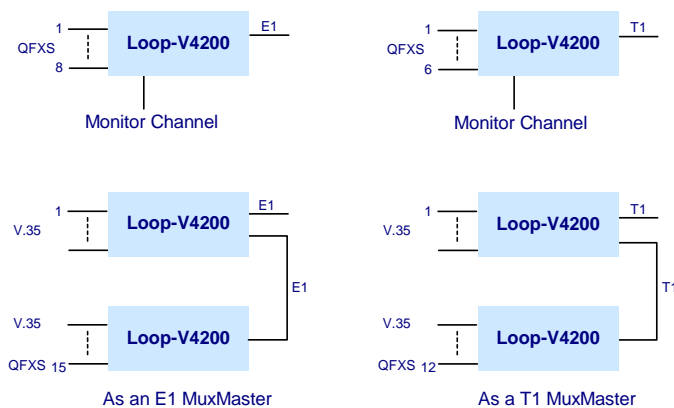 1
QFXS
8
Loop-V4200
E1
Monitor Channel
1
QFXS
6
Loop-V4200
T1
Monitor Channel
1
V.35
Loop-V4200
E1
E1
V.35
QFXS 15
Loop-V4200
As an E1 MuxMaster
1
V.35
Loop-V4200
T1
T1
V.35
QFXS 12
Loop-V4200
As a T1 MuxMaster